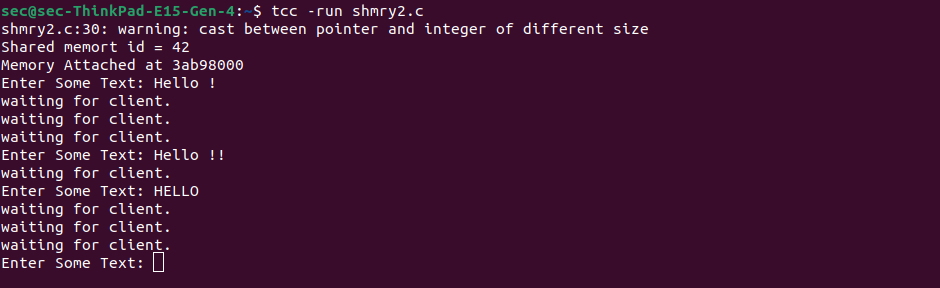 sec@sec-ThinkPad-E15-Gen-4:~$ tcc -run shmry2.c
shmry2.c:30: warning: cast between pointer and integer of different size
Shared memort id = 42
Memory Attached at 3ab98000
Enter Some Text: Hello !
waiting for client.
waiting for client.
waiting for client.
Enter Some Text: Hello !!
waiting for client.
Enter Some Text: HELLO
waiting for client.
waiting for client.
waiting for client.
Enter Some Text: